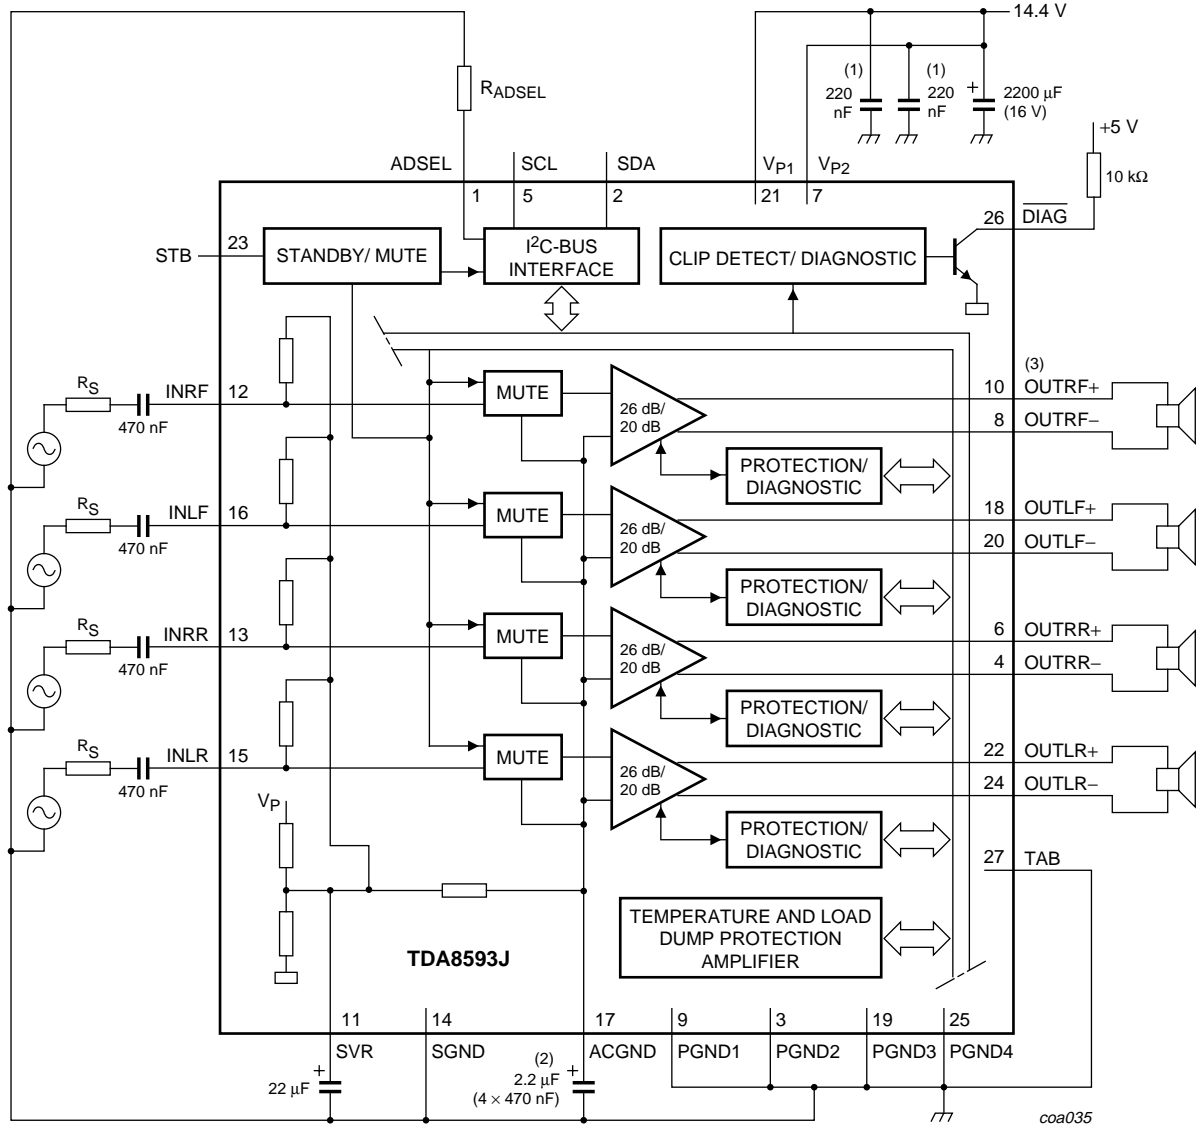 14.4 V
(1)
(1)
220
nF
220
nF
+
2200 µF
(16 V)
R_ADSEL
+5 V
10 kΩ
ADSEL
SCL
SDA
V_P1
V_P2
1
5
2
21
7
26
DIAG
STB
23
STANDBY/ MUTE
I²C-BUS
INTERFACE
CLIP DETECT/ DIAGNOSTIC
R_S
470 nF
INRF
12
MUTE
26 dB/
20 dB
10
(3)
OUTRF+
8
OUTRF−
PROTECTION/
DIAGNOSTIC
R_S
470 nF
INLF
16
MUTE
26 dB/
20 dB
18
OUTLF+
20
OUTLF−
PROTECTION/
DIAGNOSTIC
R_S
470 nF
INRR
13
MUTE
26 dB/
20 dB
6
OUTRR+
4
OUTRR−
PROTECTION/
DIAGNOSTIC
R_S
470 nF
INLR
15
MUTE
26 dB/
20 dB
22
OUTLR+
24
OUTLR−
V_P
PROTECTION/
DIAGNOSTIC
27
TAB
TEMPERATURE AND LOAD
DUMP PROTECTION
AMPLIFIER
TDA8593J
11
14
17
9
3
19
25
SVR
SGND
ACGND
PGND1
PGND2
PGND3
PGND4
+
22 µF
(2)
+
2.2 µF
(4 × 470 nF)
coa035